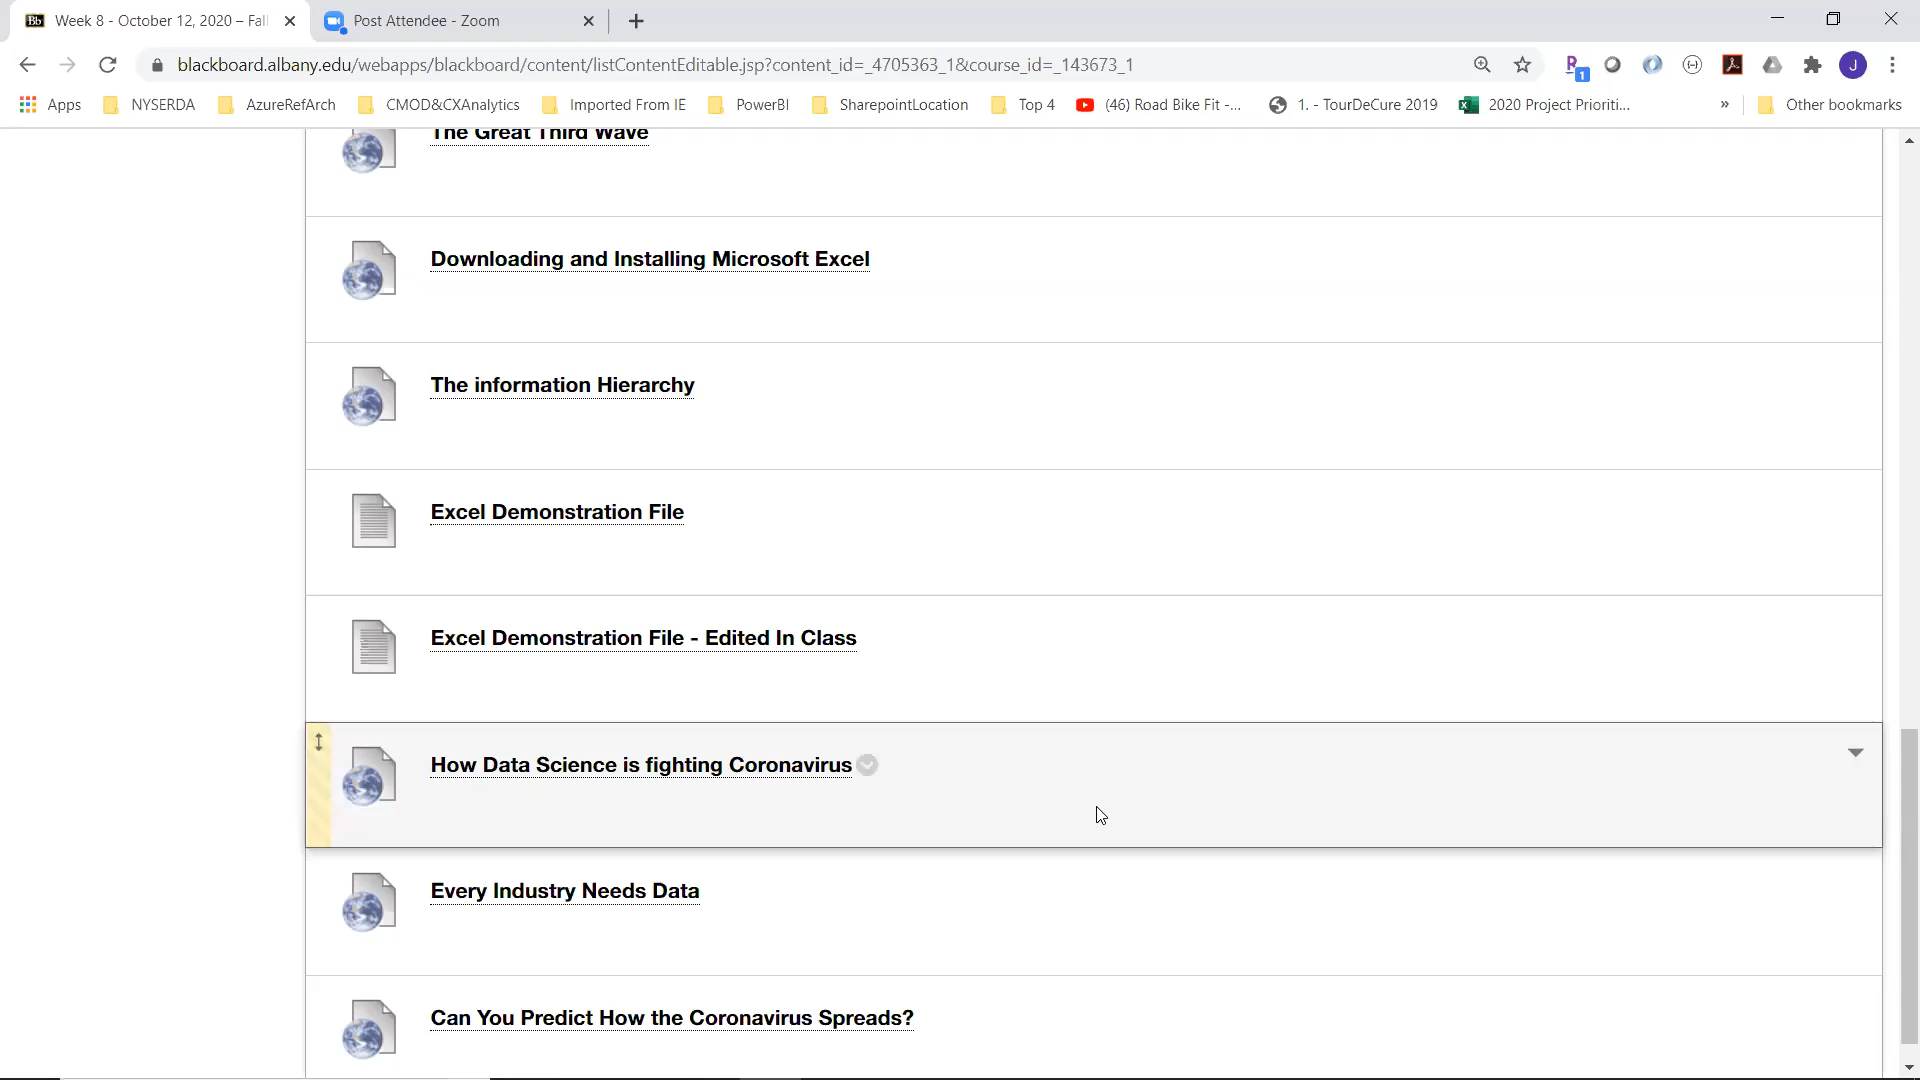 Bb Week 8 - October 12, 2020 – Fall
Post Attendee - Zoom
blackboard.albany.edu/webapps/blackboard/content/listContentEditable.jsp?content_id=_4705363_1&course_id=_143673_1
1
J
Apps NYSERDA AzureRefArch CMOD&CXAnalytics Imported From IE PowerBI SharepointLocation Top 4 (46) Road Bike Fit -... 1. - TourDeCure 2019 2020 Project Prioriti... » Other bookmarks
The Great Third Wave
Downloading and Installing Microsoft Excel
The information Hierarchy
Excel Demonstration File
Excel Demonstration File - Edited In Class
How Data Science is fighting Coronavirus
Every Industry Needs Data
Can You Predict How the Coronavirus Spreads?